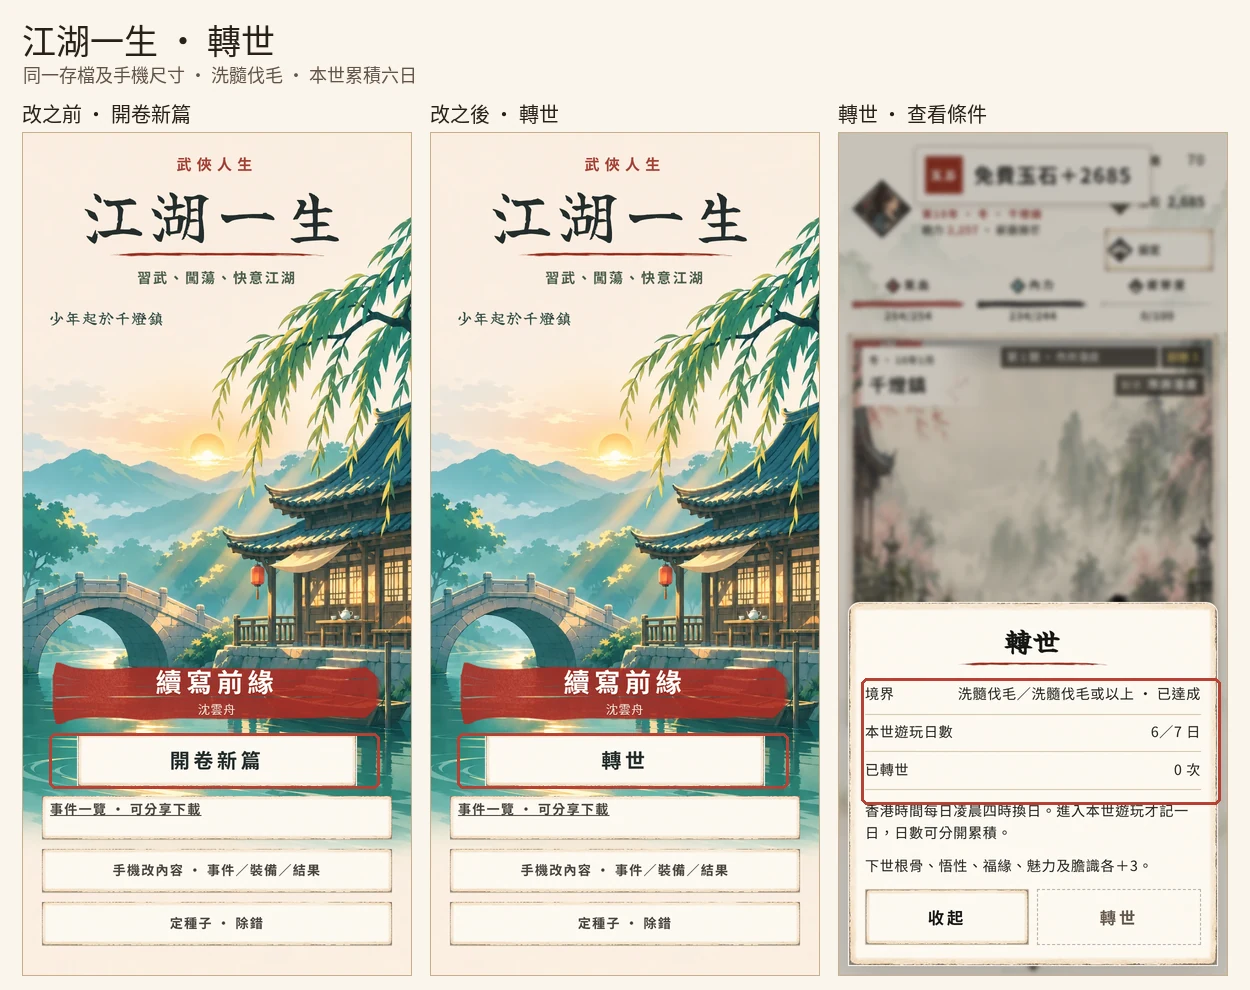 江湖一生 · 轉世
同一存檔及手機尺寸 · 洗髓伐毛 · 本世累積六日
改之前 · 開卷新篇
武俠人生
江湖一生
習武、闖蕩、快意江湖
少年起於千燈鎮
續寫前緣
沈雲舟
開卷新篇
事件一覽 · 可分享下載
手機改內容 · 事件／裝備／結果
定種子 · 除錯
改之後 · 轉世
武俠人生
江湖一生
習武、闖蕩、快意江湖
少年起於千燈鎮
續寫前緣
沈雲舟
轉世
事件一覽 · 可分享下載
手機改內容 · 事件／裝備／結果
定種子 · 除錯
轉世 · 查看條件
免費玉石＋2685
70
2,685
千燈鎮
轉世
境界 洗髓伐毛／洗髓伐毛或以上 · 已達成
本世遊玩日數 6／7 日
已轉世 0 次
香港時間每日凌晨四時換日。進入本世遊玩才記一
日，日數可分開累積。
下世根骨、悟性、福緣、魅力及膽識各＋3。
收起
轉世